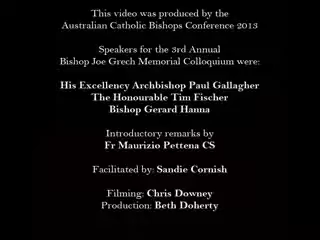 This video was produced by the
Australian Catholic Bishops Conference 2013
Speakers for the 3rd Annual
Bishop Joe Grech Memorial Colloquium were:
His Excellency Archbishop Paul Gallagher
The Honourable Tim Fischer
Bishop Gerard Hanna
Introductory remarks by
Fr Maurizio Pettena CS
Facilitated by: Sandie Cornish
Filming: Chris Downey
Production: Beth Doherty